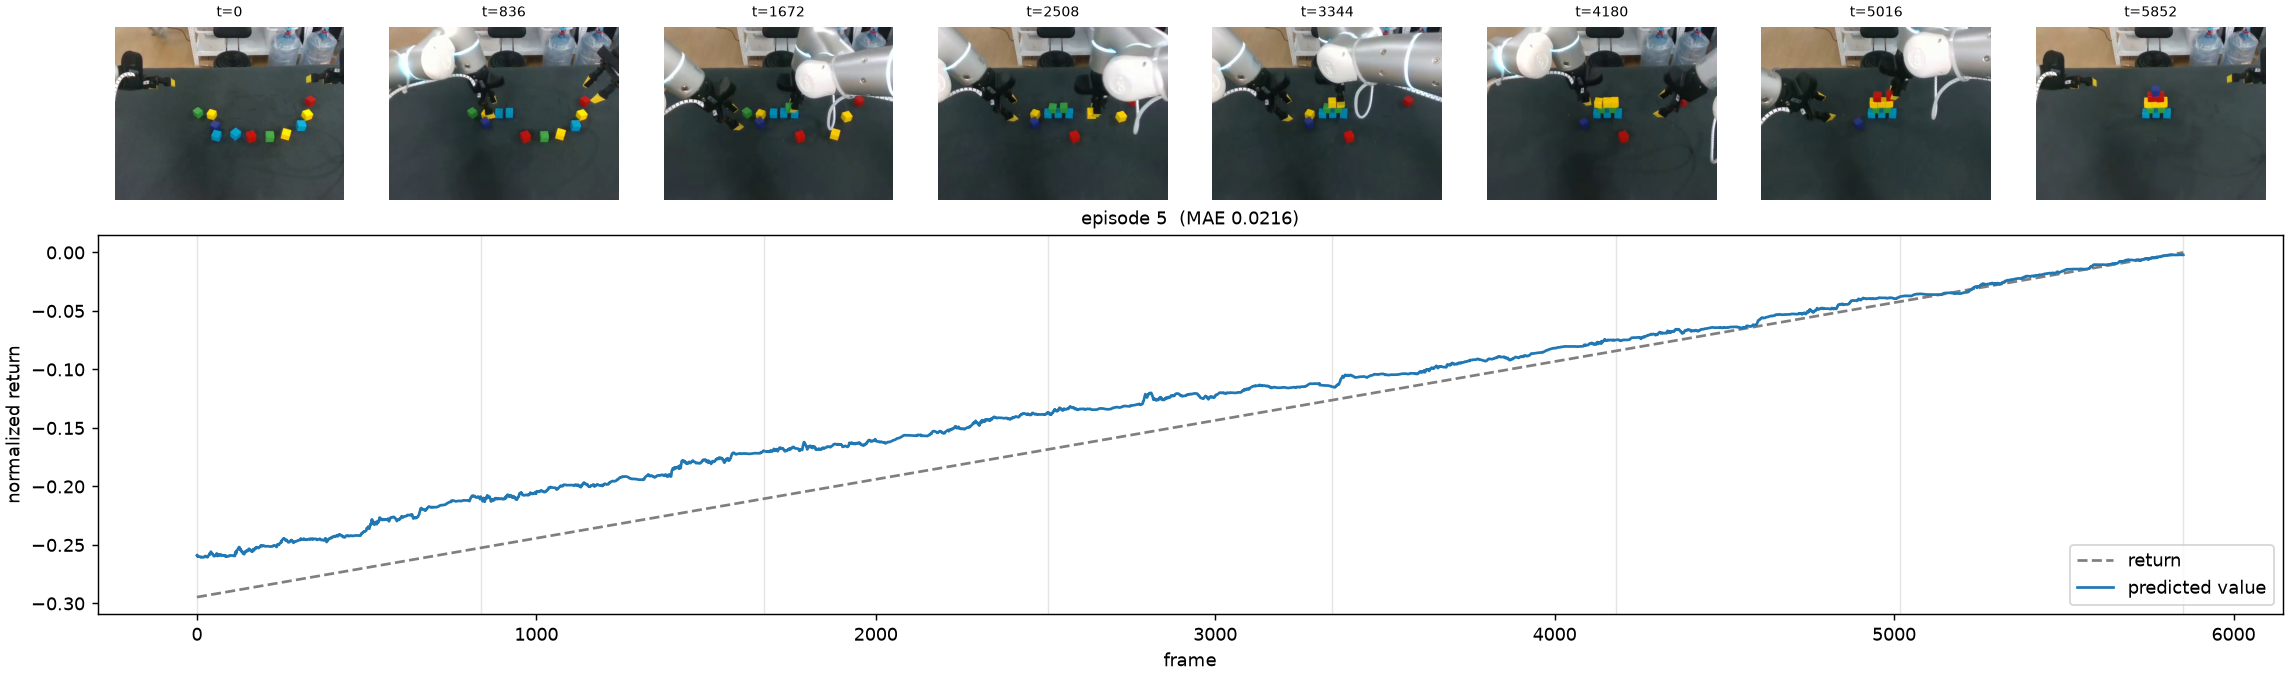 t=0 t=836 t=1672 t=2508 t=3344 t=4180 t=5016 t=5852
episode 5 (MAE 0.0216)
0.00
−0.05
−0.10
−0.15
−0.20
−0.25
−0.30
normalized return
return
predicted value
0 1000 2000 3000 4000 5000 6000
frame